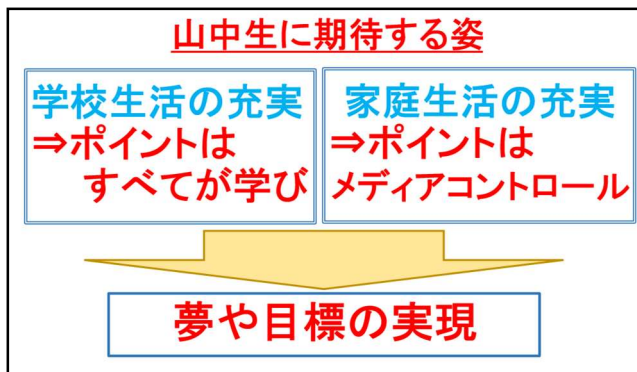 山中生に期待する姿
学校生活の充実
⇒ポイントは
すべてが学び
家庭生活の充実
⇒ポイントは
メディアコントロール
夢や目標の実現